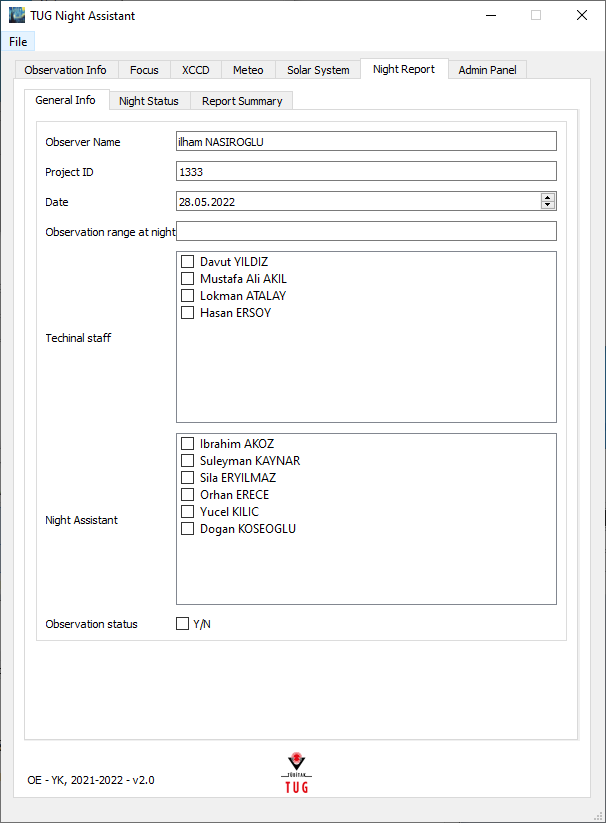 TUG Night Assistant
File
Observation Info Focus XCCD Meteo Solar System Night Report Admin Panel
General Info Night Status Report Summary
Observer Name ilham NASIROGLU
Project ID 1333
Date 28.05.2022
Observation range at night
Davut YILDIZ
Mustafa Ali AKIL
Lokman ATALAY
Hasan ERSOY
Techinal staff
Ibrahim AKOZ
Suleyman KAYNAR
Sila ERYILMAZ
Orhan ERECE
Yucel KILIC
Dogan KOSEOGLU
Night Assistant
Observation status Y/N
TÜBİTAK
TUG
OE - YK, 2021-2022 - v2.0